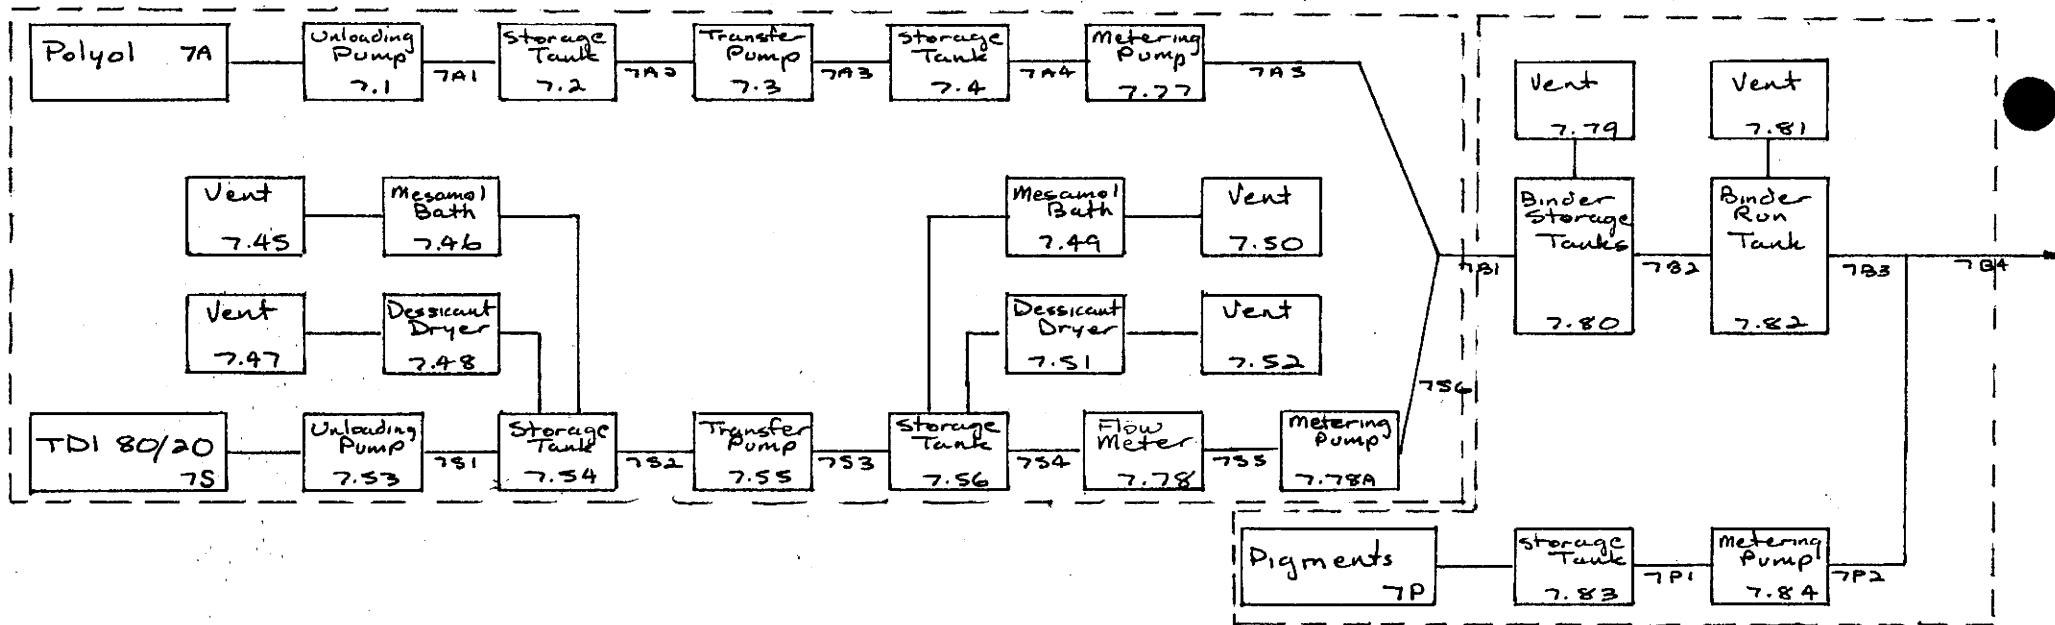 Polyol 7A
Unloading
Pump
7.1
7A1
Storage
Tank
7.2
7A2
Transfer
Pump
7.3
7A3
Storage
Tank
7.4
7A4
Metering
Pump
7.77
7A5
Vent
7.79
Vent
7.81
Vent
7.45
Mesamol
Bath
7.46
Mesamol
Bath
7.49
Vent
7.50
Binder
Storage
Tanks
7.80
Binder
Run
Tank
7.82
7B1
7B2
7B3
7B4
Vent
7.47
Dessicant
Dryer
7.48
Dessicant
Dryer
7.51
Vent
7.52
7S6
TDI 80/20
7S
Unloading
Pump
7.53
7S1
Storage
Tank
7.54
7S2
Transfer
Pump
7.55
7S3
Storage
Tank
7.56
7S4
Flow
Meter
7.78
7S5
Metering
Pump
7.78A
Pigments
7P
Storage
Tank
7.83
7P1
Metering
Pump
7.84
7P2